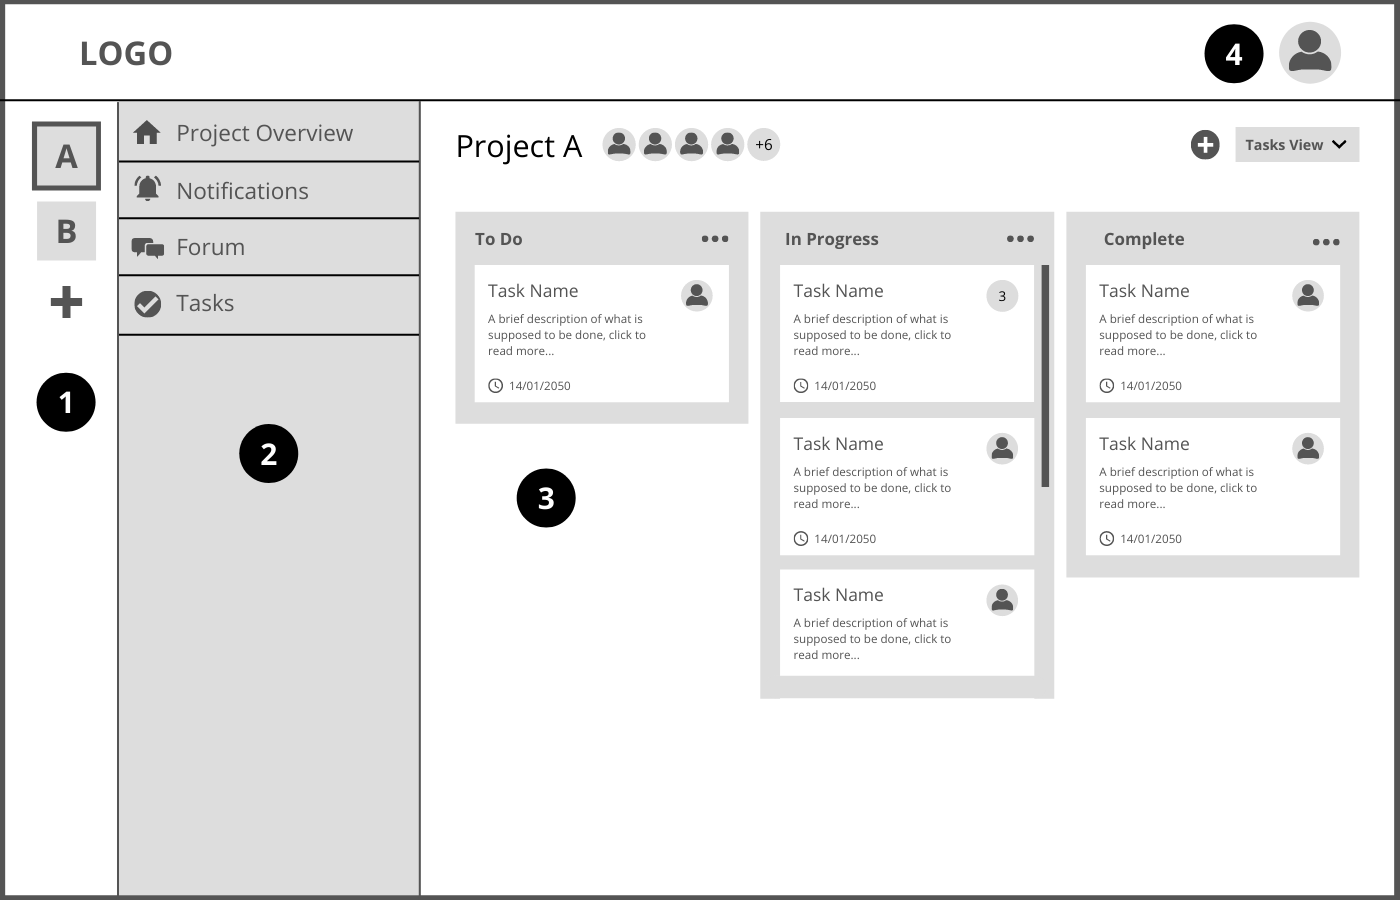 LOGO
4
A
B
1
Project Overview
Notifications
Forum
Tasks
2
Project A
+6
Tasks View
To Do
Task Name
A brief description of what is
supposed to be done, click to
read more...
14/01/2050
3
In Progress
Task Name
3
A brief description of what is
supposed to be done, click to
read more...
14/01/2050
Task Name
A brief description of what is
supposed to be done, click to
read more...
14/01/2050
Task Name
A brief description of what is
supposed to be done, click to
read more...
Complete
Task Name
A brief description of what is
supposed to be done, click to
read more...
14/01/2050
Task Name
A brief description of what is
supposed to be done, click to
read more...
14/01/2050